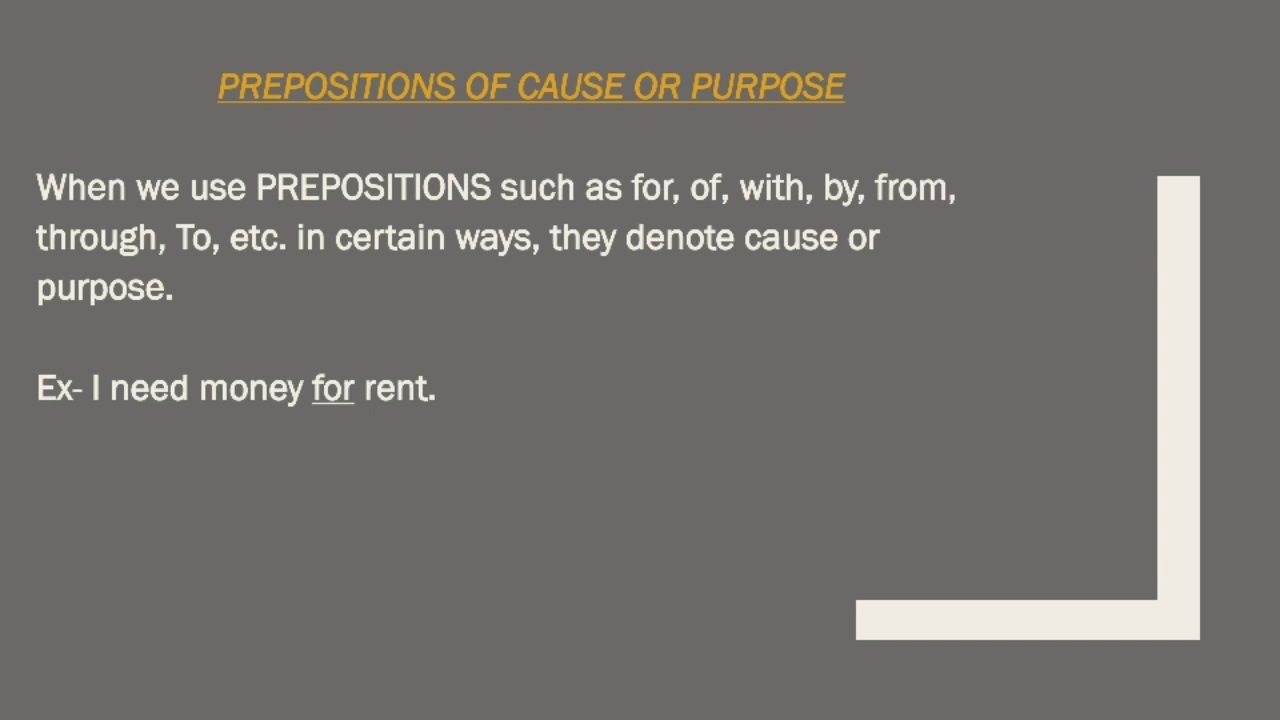 PREPOSITIONS OF CAUSE OR PURPOSE
When we use PREPOSITIONS such as for, of, with, by, from,
through, To, etc. in certain ways, they denote cause or
purpose.
Ex- I need money for rent.